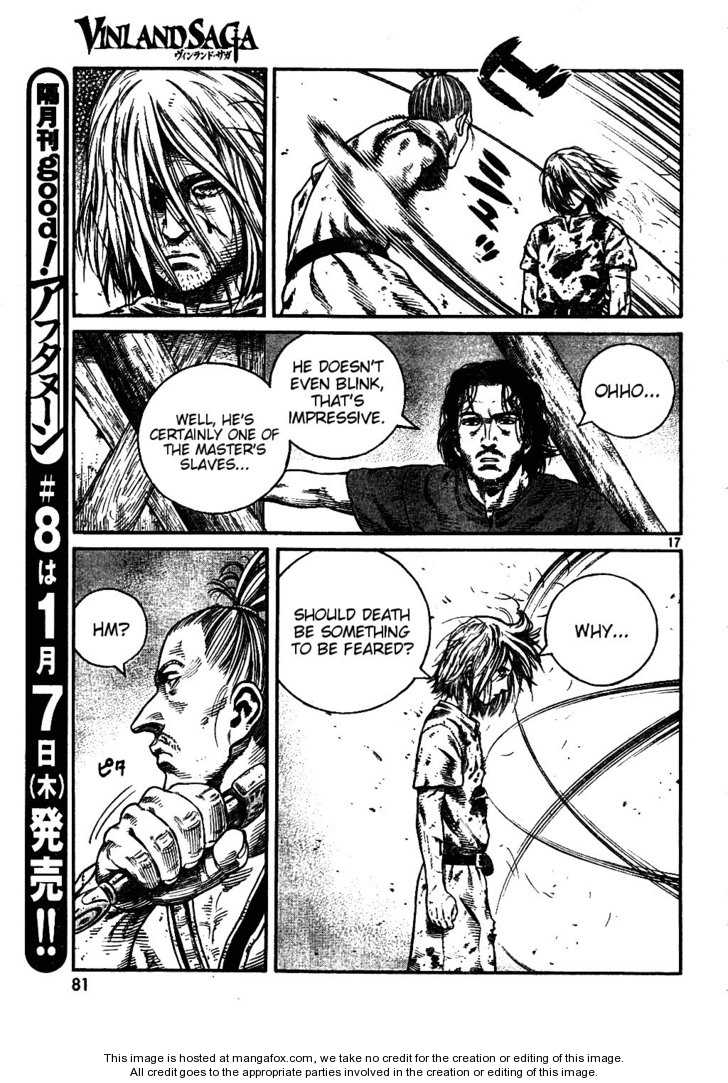 VINLAND SAGA
ヴィンランド・サガ
隔月刊good!アフタヌーン#8は1月7日(木)発売!!
ビュッ
OHHO...
HE DOESN'T
EVEN BLINK,
THAT'S
IMPRESSIVE.
WELL, HE'S
CERTAINLY ONE OF
THE MASTER'S
SLAVES...
17
WHY...
SHOULD DEATH
BE SOMETHING
TO BE FEARED?
HM?
ピタ
81
This image is hosted at mangafox.com, we take no credit for the creation or editing of this image.
All credit goes to the appropriate parties involved in the creation or editing of this image.